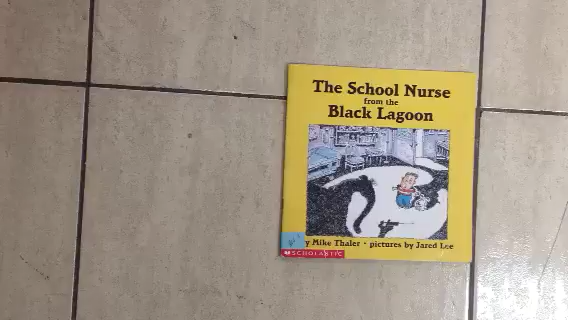 The School Nurse
from the
Black Lagoon
y Mike Thaler • pictures by Jared Lee
SCHOLASTIC